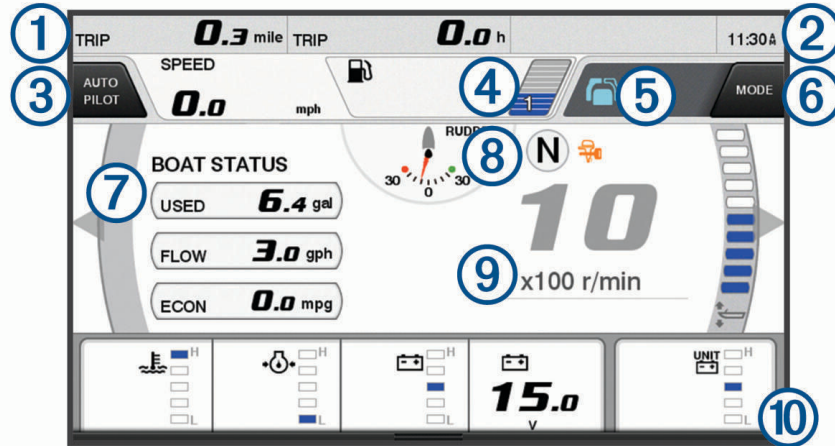 1 TRIP 0.3 mile TRIP 0.0 h 11:30A 2
3 AUTO PILOT SPEED 4 1 5 MODE 6
0.0 mph
8 N
BOAT STATUS 30 0 30
7 USED 6.4 gal 10
FLOW 3.0 gph 9 x100 r/min
ECON 0.0 mpg
H H H UNIT H
15.0
L L L V L 10